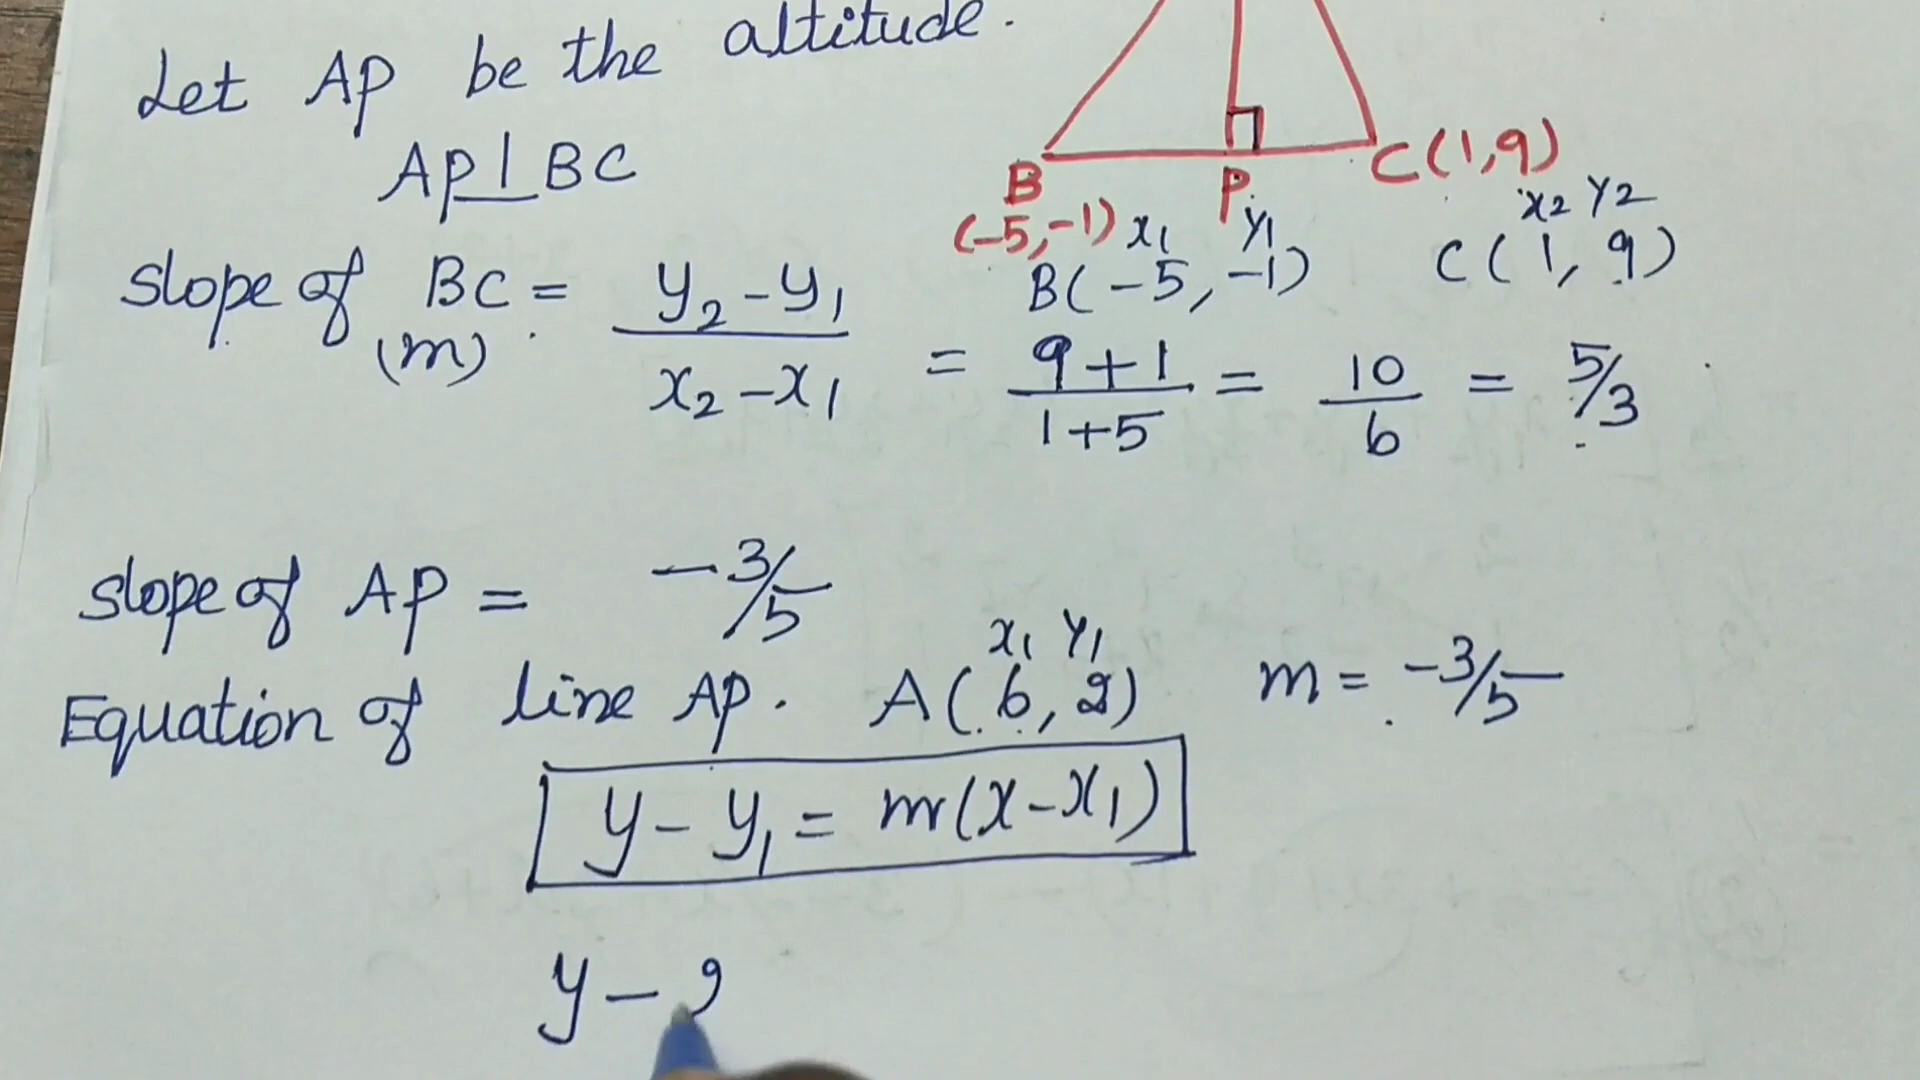 Let AP be the altitude.
AP ⊥ BC
C(1,9)
B
P
(-5,-1)
x1 y1
x2 y2
B(-5, -1) C(1, 9)
Slope of BC = y2 - y1 / x2 - x1 = 9+1 / 1+5 = 10 / 6 = 5/3
(m)
Slope of AP = -3/5
x1 y1
Equation of line AP. A(6, 2) m = -3/5
y - y1 = m(x - x1)
y - 2